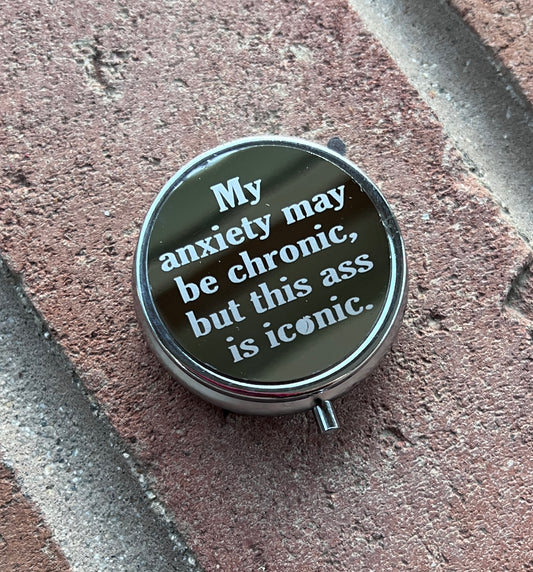 My
anxiety may
be chronic,
but this ass
is iconic.